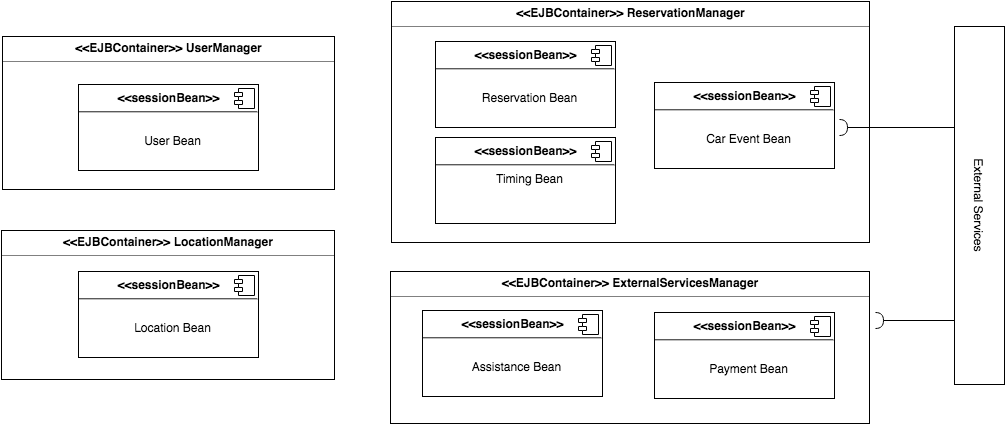 <<EJBContainer>> UserManager
<<sessionBean>>
User Bean
<<EJBContainer>> LocationManager
<<sessionBean>>
Location Bean
<<EJBContainer>> ReservationManager
<<sessionBean>>
Reservation Bean
<<sessionBean>>
Timing Bean
<<sessionBean>>
Car Event Bean
<<EJBContainer>> ExternalServicesManager
<<sessionBean>>
Assistance Bean
<<sessionBean>>
Payment Bean
External Services